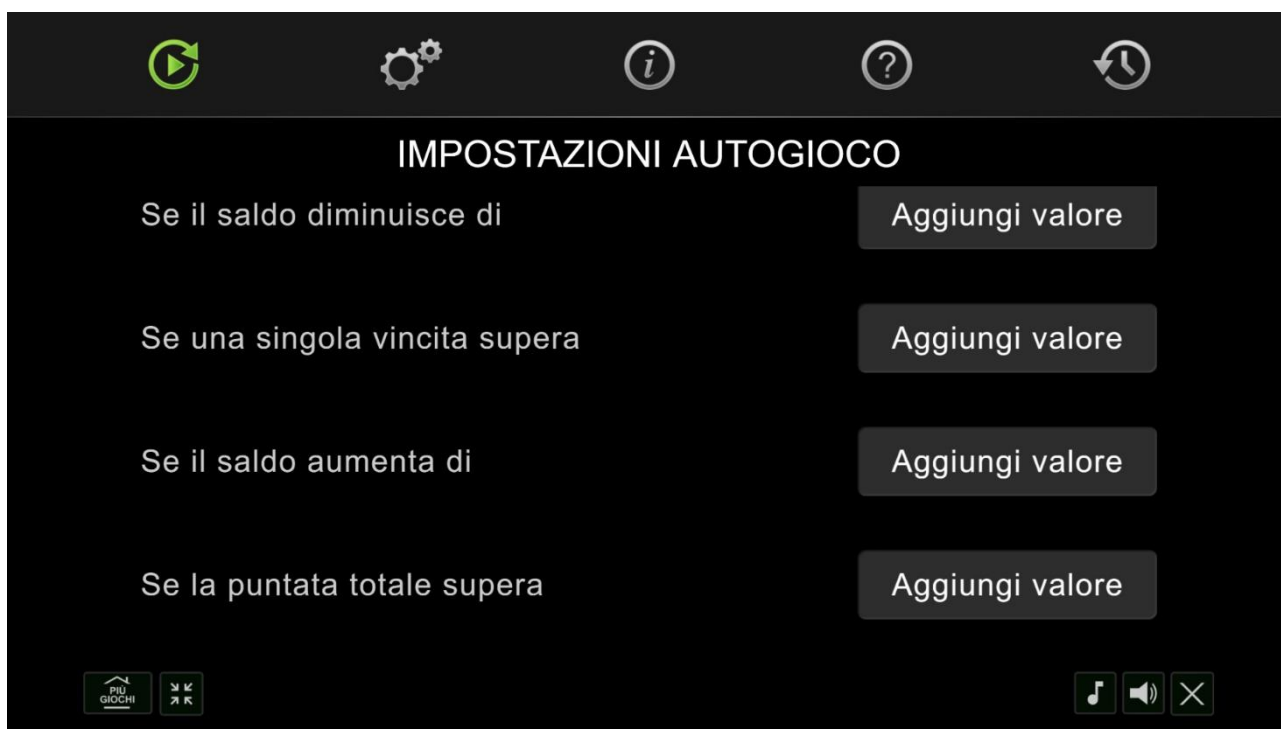 IMPOSTAZIONI AUTOGIOCO
Se il saldo diminuisce di
Aggiungi valore
Se una singola vincita supera
Aggiungi valore
Se il saldo aumenta di
Aggiungi valore
Se la puntata totale supera
Aggiungi valore
PIÙ
GIOCHI